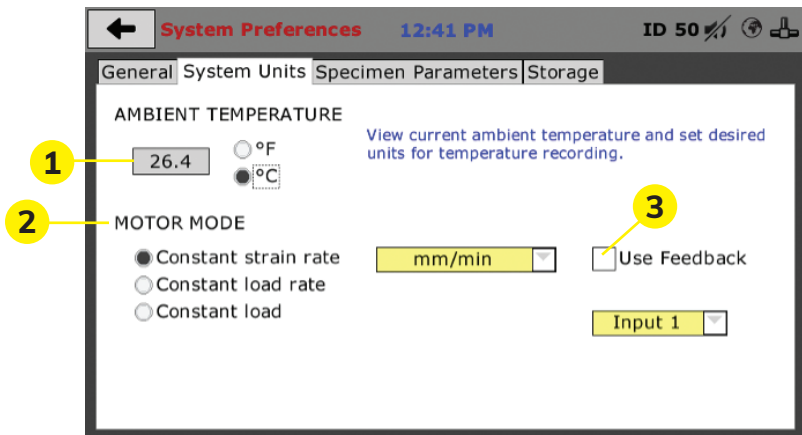 System Preferences 12:41 PM ID 50
General System Units Specimen Parameters Storage
AMBIENT TEMPERATURE
View current ambient temperature and set desired
units for temperature recording.
1 26.4 °F
°C
2 MOTOR MODE
3
Constant strain rate mm/min Use Feedback
Constant load rate
Constant load Input 1